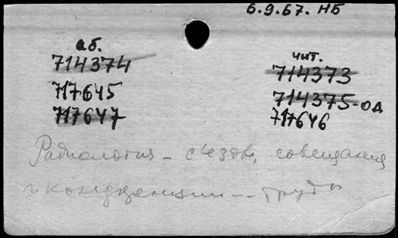 6.9.67. НБ
аб. чит.
714374 714373
717645 714375-ОД
717647 717646
Радиология - съезды, совещания
и конференции -- труды